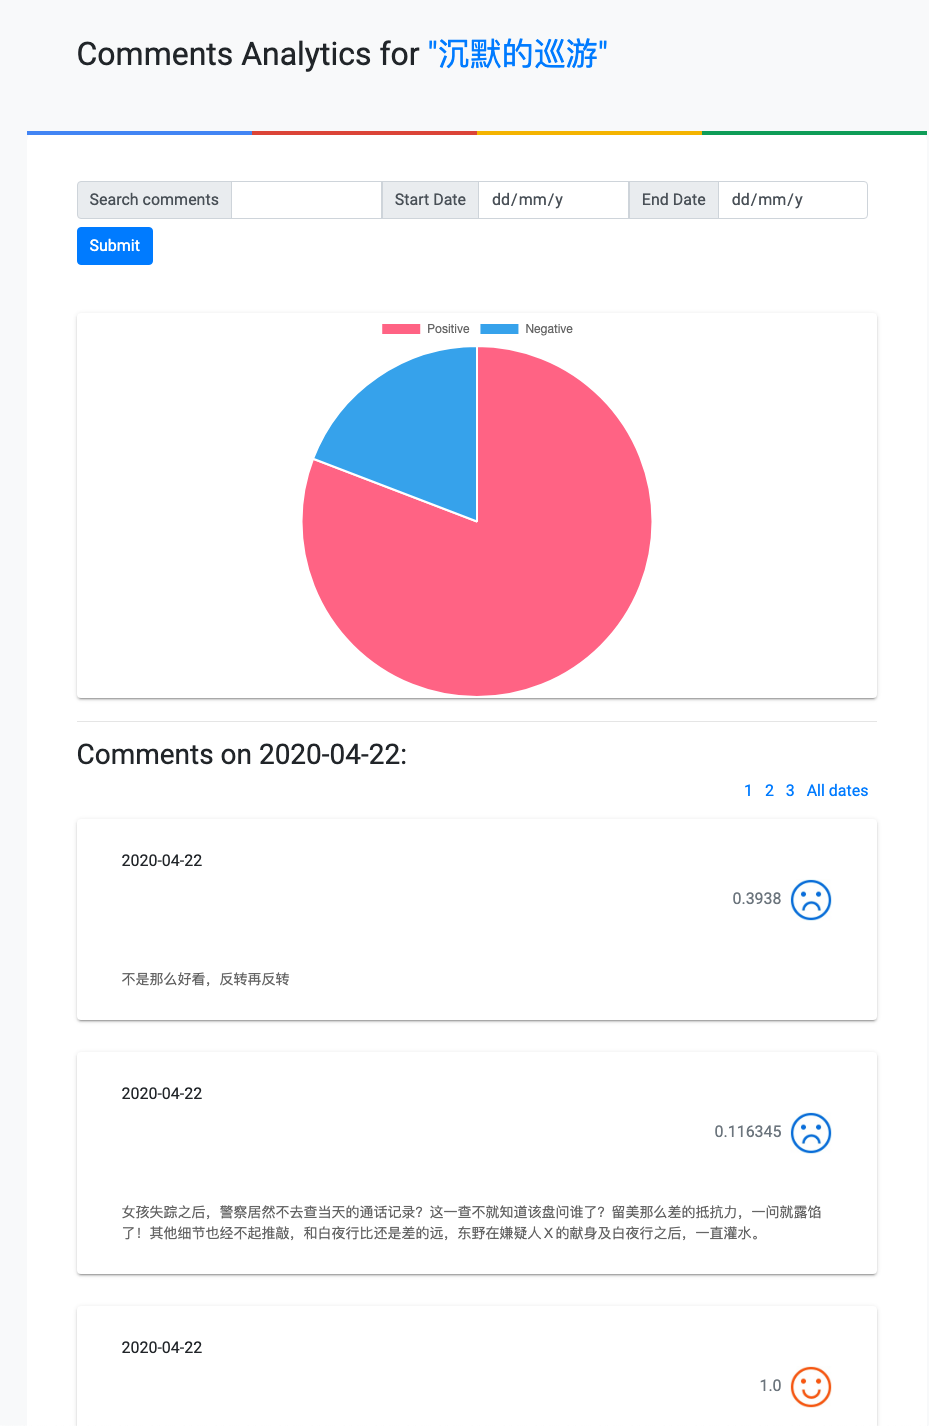 Comments Analytics for "沉默的巡游"
Search comments Start Date dd/mm/y End Date dd/mm/y
Submit
Positive Negative
Comments on 2020-04-22:
1 2 3 All dates
2020-04-22
0.3938
不是那么好看，反转再反转
2020-04-22
0.116345
女孩失踪之后，警察居然不去查当天的通话记录？这一查不就知道该盘问谁了？留美那么差的抵抗力，一问就露馅
了！其他细节也经不起推敲，和白夜行比还是差的远，东野在嫌疑人Ｘ的献身及白夜行之后，一直灌水。
2020-04-22
1.0